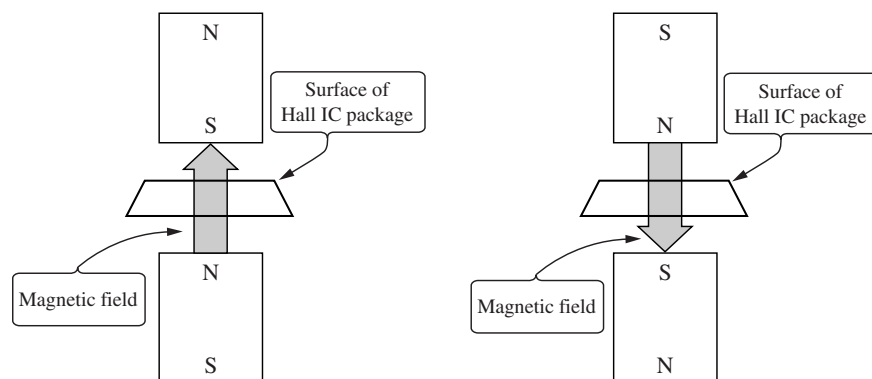 N
S
Surface of
Hall IC package
N
S
Magnetic field
S
N
Surface of
Hall IC package
S
N
Magnetic field